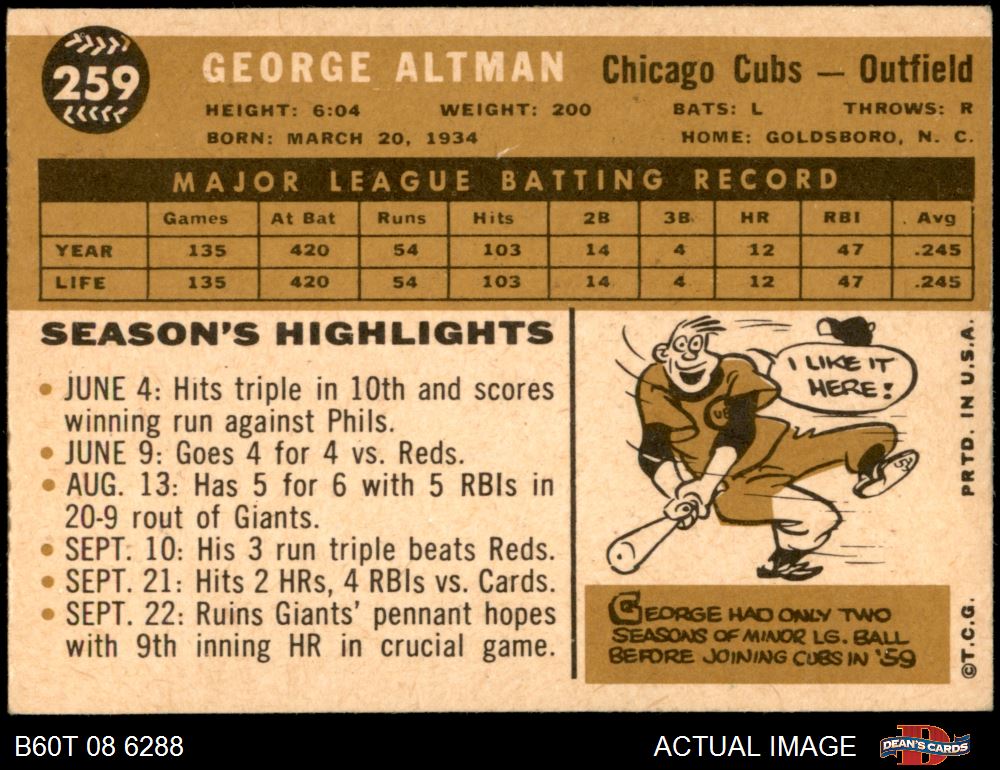 259
GEORGE ALTMAN Chicago Cubs — Outfield
HEIGHT: 6:04 WEIGHT: 200 BATS: L THROWS: R
BORN: MARCH 20, 1934 HOME: GOLDSBORO, N. C.
MAJOR LEAGUE BATTING RECORD
Games At Bat Runs Hits 2B 3B HR RBI Avg
YEAR 135 420 54 103 14 4 12 47 .245
LIFE 135 420 54 103 14 4 12 47 .245
SEASON'S HIGHLIGHTS
• JUNE 4: Hits triple in 10th and scores
winning run against Phils.
• JUNE 9: Goes 4 for 4 vs. Reds.
• AUG. 13: Has 5 for 6 with 5 RBIs in
20-9 rout of Giants.
• SEPT. 10: His 3 run triple beats Reds.
• SEPT. 21: Hits 2 HRs, 4 RBIs vs. Cards.
• SEPT. 22: Ruins Giants' pennant hopes
with 9th inning HR in crucial game.
I LIKE IT
HERE!
GEORGE HAD ONLY TWO
SEASONS OF MINOR LG. BALL
BEFORE JOINING CUBS IN '59
PRTD. IN U.S.A.
©T.C.G.
B60T 08 6288
ACTUAL IMAGE
D
DEAN'S CARDS